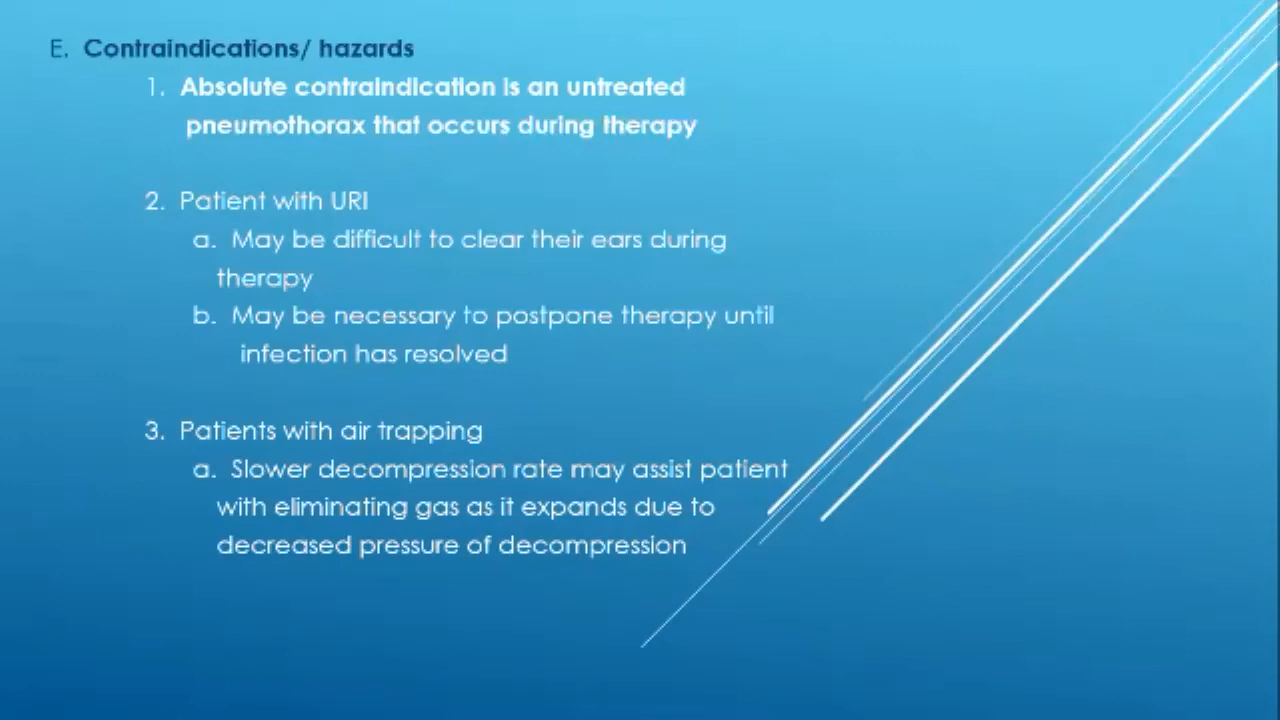 E. Contraindications/ hazards
1. Absolute contraindication is an untreated
pneumothorax that occurs during therapy
2. Patient with URI
a. May be difficult to clear their ears during
therapy
b. May be necessary to postpone therapy until
infection has resolved
3. Patients with air trapping
a. Slower decompression rate may assist patient
with eliminating gas as it expands due to
decreased pressure of decompression